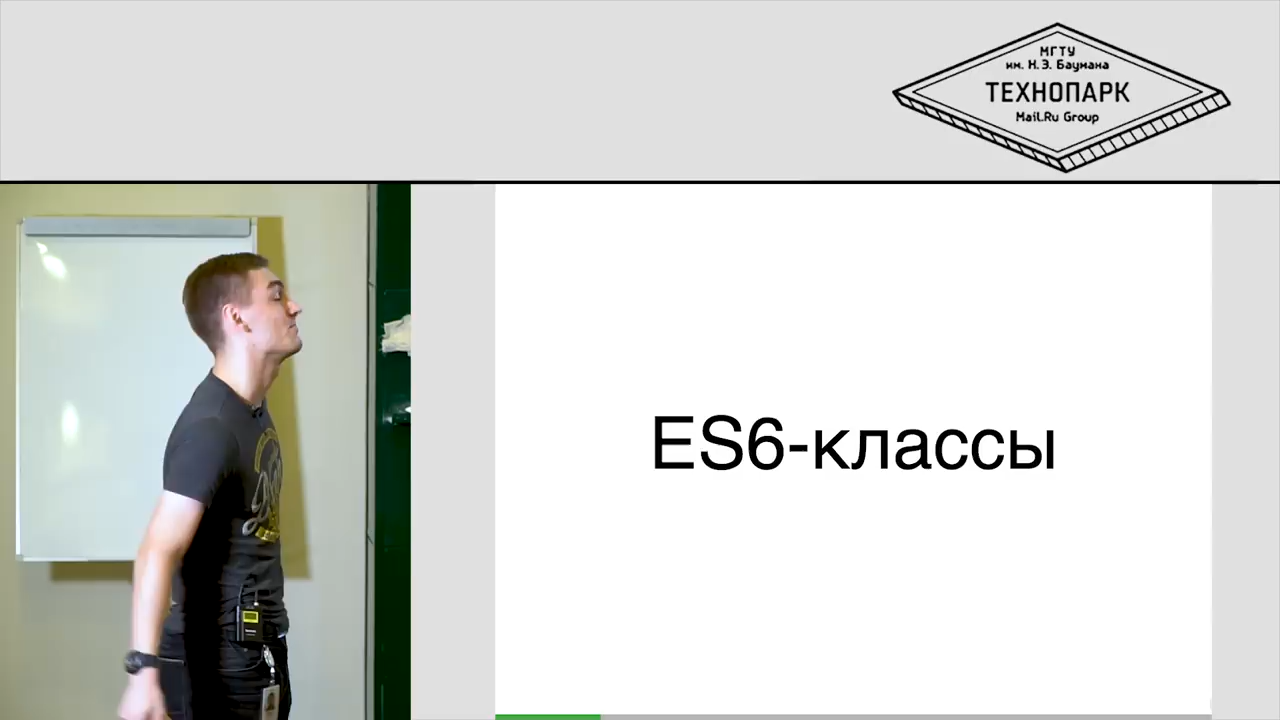 МГТУ
им. Н.Э. Баумана
ТЕХНОПАРК
Mail.Ru Group
ES6-классы